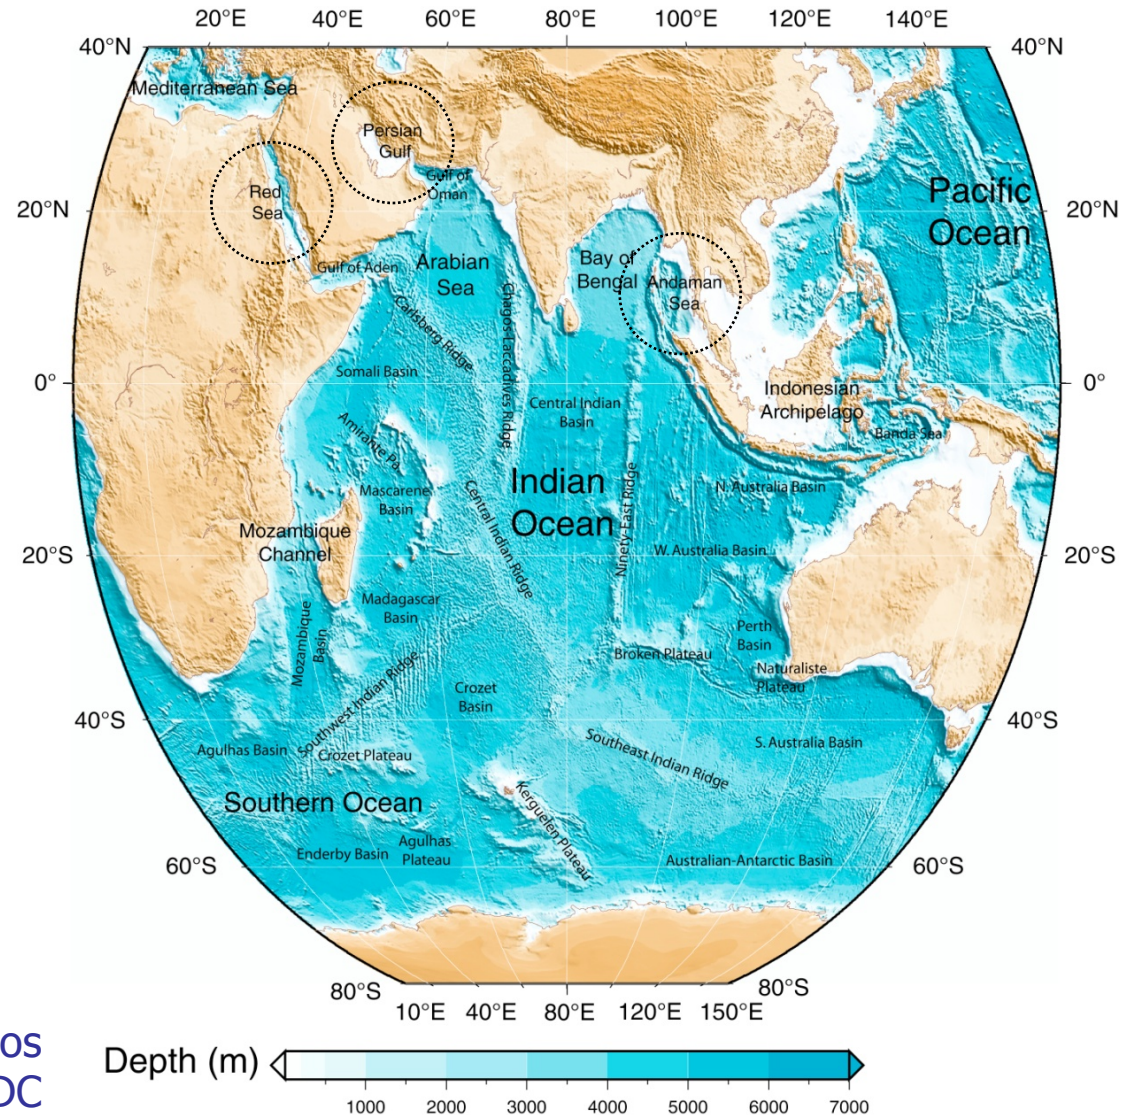 20°E 40°E 60°E 80°E 100°E 120°E 140°E
40°N 40°N
Mediterranean Sea
Persian
Gulf
Gulf of
Oman
Red
Sea
Pacific
Ocean
20°N 20°N
Gulf of Aden
Arabian
Sea
Bay of
Bengal
Andaman
Sea
Carlsberg Ridge
Chagos-Laccadives Ridge
Somali Basin
0° 0°
Central Indian
Basin
Indonesian
Archipelago
Banda Sea
Amirante Pa.
Mascarene
Basin
Indian
Ocean
Central Indian Ridge
Ninety-East Ridge
N. Australia Basin
Mozambique
Channel
W. Australia Basin
20°S 20°S
Madagascar
Basin
Mozambique
Basin
Perth
Basin
Broken Plateau
Naturaliste
Plateau
Southwest Indian Ridge
Crozet
Basin
40°S 40°S
Agulhas Basin
Crozet Plateau
Southeast Indian Ridge
S. Australia Basin
Southern Ocean
Kerguelen Plateau
Enderby Basin
Agulhas
Plateau
Australian-Antarctic Basin
60°S 60°S
80°S 80°S
10°E 40°E 80°E 120°E 150°E
os
DC
Depth (m)
1000 2000 3000 4000 5000 6000 7000